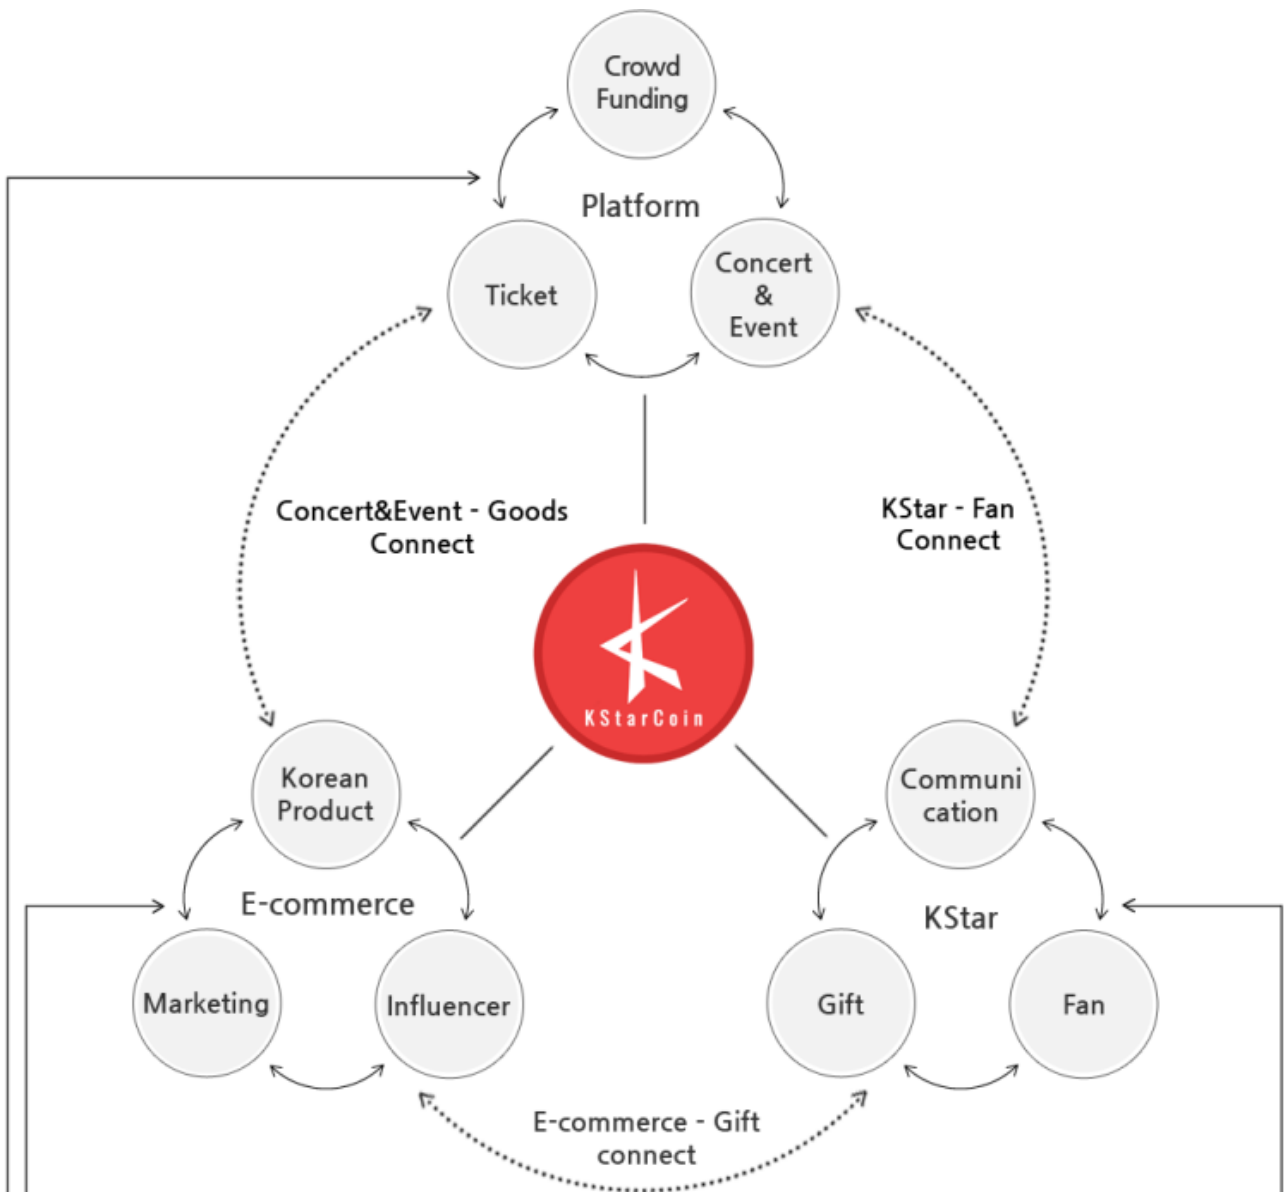 Crowd
Funding
Platform
Ticket
Concert
&
Event
Concert&Event - Goods
Connect
KStar - Fan
Connect
KStarCoin
Korean
Product
E-commerce
Marketing
Influencer
Communi
cation
KStar
Gift
Fan
E-commerce - Gift
connect